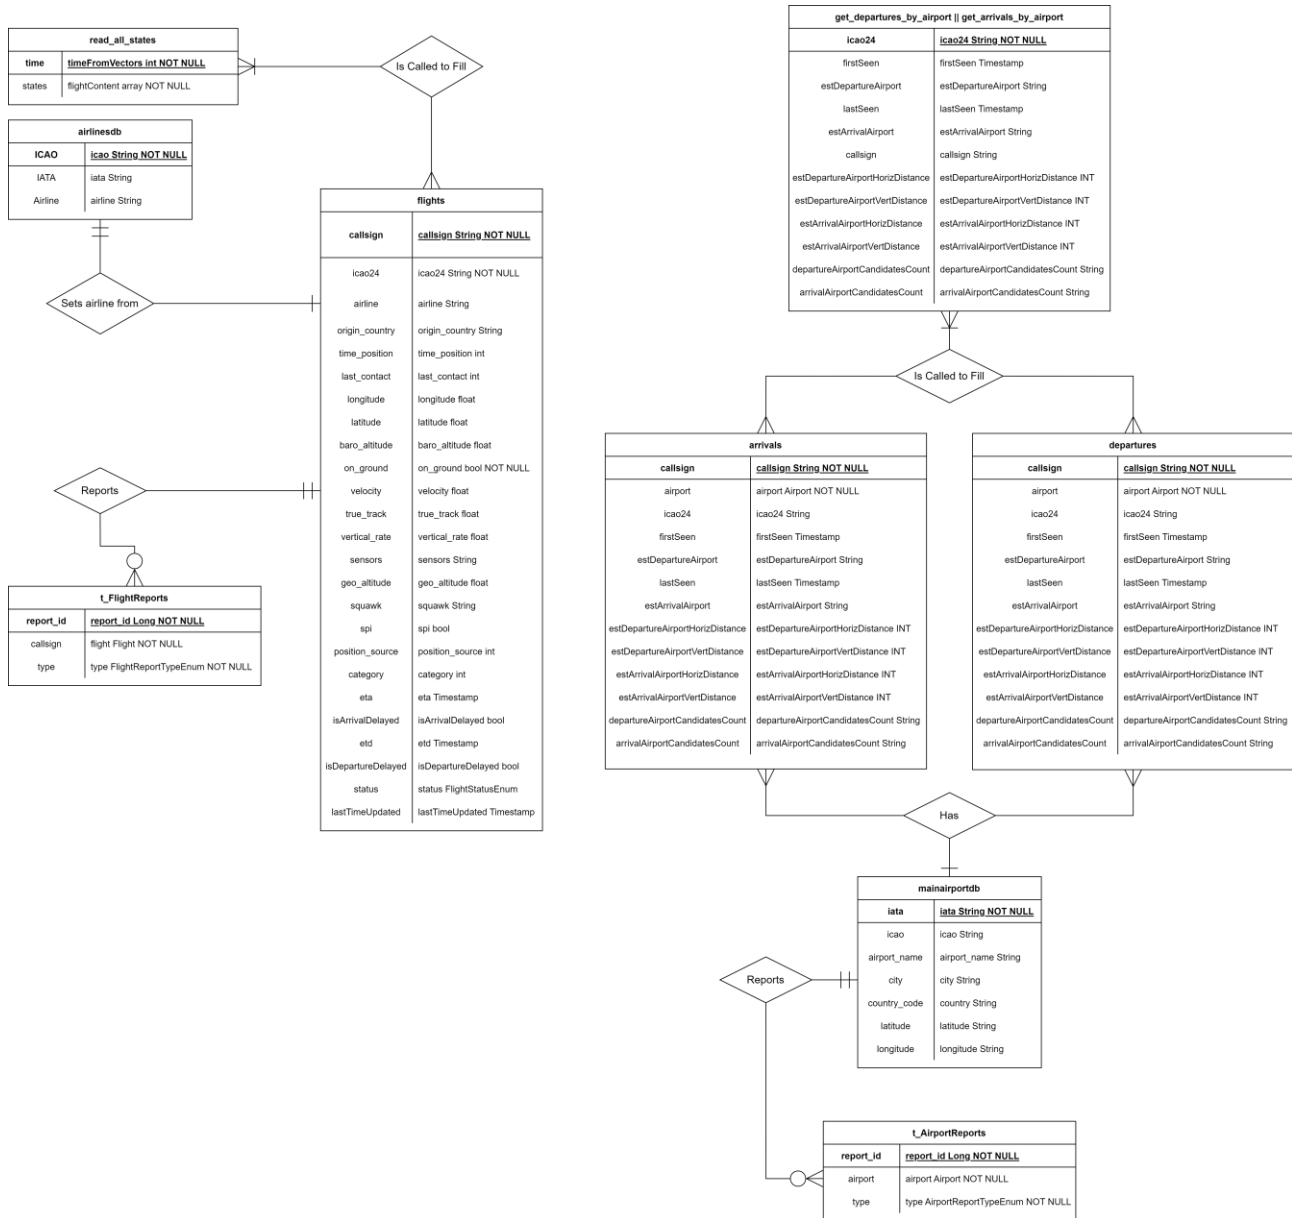 read_all_states
time timeFromVectors int NOT NULL
states flightContent array NOT NULL
Is Called to Fill
airlinesdb
ICAO icao String NOT NULL
IATA iata String
Airline airline String
Sets airline from
flights
callsign callsign String NOT NULL
icao24 icao24 String NOT NULL
airline airline String
origin_country origin_country String
time_position time_position int
last_contact last_contact int
longitude longitude float
latitude latitude float
baro_altitude baro_altitude float
on_ground on_ground bool NOT NULL
velocity velocity float
true_track true_track float
vertical_rate vertical_rate float
sensors sensors String
geo_altitude geo_altitude float
squawk squawk String
spi spi bool
position_source position_source int
category category int
eta eta Timestamp
isArrivalDelayed isArrivalDelayed bool
etd etd Timestamp
isDepartureDelayed isDepartureDelayed bool
status status FlightStatusEnum
lastTimeUpdated lastTimeUpdated Timestamp
Reports
t_FlightReports
report_id report_id Long NOT NULL
callsign flight Flight NOT NULL
type type FlightReportTypeEnum NOT NULL
get_departures_by_airport || get_arrivals_by_airport
icao24 icao24 String NOT NULL
firstSeen firstSeen Timestamp
estDepartureAirport estDepartureAirport String
lastSeen lastSeen Timestamp
estArrivalAirport estArrivalAirport String
callsign callsign String
estDepartureAirportHorizDistance estDepartureAirportHorizDistance INT
estDepartureAirportVertDistance estDepartureAirportVertDistance INT
estArrivalAirportHorizDistance estArrivalAirportHorizDistance INT
estArrivalAirportVertDistance estArrivalAirportVertDistance INT
departureAirportCandidatesCount departureAirportCandidatesCount String
arrivalAirportCandidatesCount arrivalAirportCandidatesCount String
Is Called to Fill
arrivals
callsign callsign String NOT NULL
airport airport Airport NOT NULL
icao24 icao24 String
firstSeen firstSeen Timestamp
estDepartureAirport estDepartureAirport String
lastSeen lastSeen Timestamp
estArrivalAirport estArrivalAirport String
estDepartureAirportHorizDistance estDepartureAirportHorizDistance INT
estDepartureAirportVertDistance estDepartureAirportVertDistance INT
estArrivalAirportHorizDistance estArrivalAirportHorizDistance INT
estArrivalAirportVertDistance estArrivalAirportVertDistance INT
departureAirportCandidatesCount departureAirportCandidatesCount String
arrivalAirportCandidatesCount arrivalAirportCandidatesCount String
departures
callsign callsign String NOT NULL
airport airport Airport NOT NULL
icao24 icao24 String
firstSeen firstSeen Timestamp
estDepartureAirport estDepartureAirport String
lastSeen lastSeen Timestamp
estArrivalAirport estArrivalAirport String
estDepartureAirportHorizDistance estDepartureAirportHorizDistance INT
estDepartureAirportVertDistance estDepartureAirportVertDistance INT
estArrivalAirportHorizDistance estArrivalAirportHorizDistance INT
estArrivalAirportVertDistance estArrivalAirportVertDistance INT
departureAirportCandidatesCount departureAirportCandidatesCount String
arrivalAirportCandidatesCount arrivalAirportCandidatesCount String
Has
mainairportdb
iata iata String NOT NULL
icao icao String
airport_name airport_name String
city city String
country_code country String
latitude latitude String
longitude longitude String
Reports
t_AirportReports
report_id report_id Long NOT NULL
airport airport Airport NOT NULL
type type AirportReportTypeEnum NOT NULL